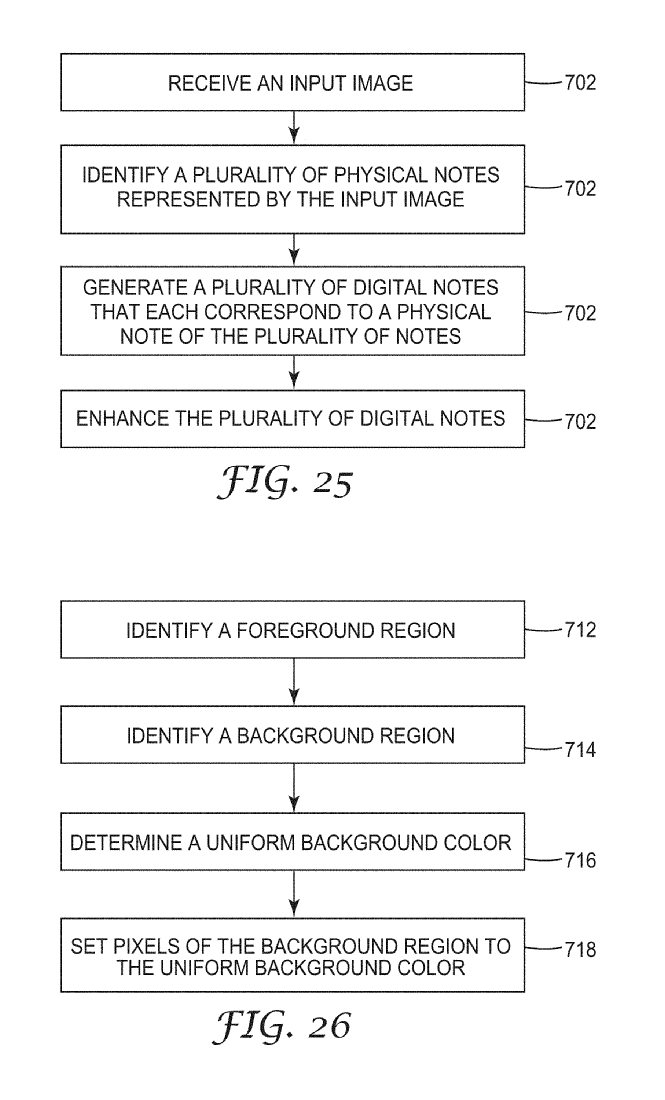 RECEIVE AN INPUT IMAGE
702
IDENTIFY A PLURALITY OF PHYSICAL NOTES
REPRESENTED BY THE INPUT IMAGE
702
GENERATE A PLURALITY OF DIGITAL NOTES
THAT EACH CORRESPOND TO A PHYSICAL
NOTE OF THE PLURALITY OF NOTES
702
ENHANCE THE PLURALITY OF DIGITAL NOTES
702
FIG. 25
IDENTIFY A FOREGROUND REGION
712
IDENTIFY A BACKGROUND REGION
714
DETERMINE A UNIFORM BACKGROUND COLOR
716
SET PIXELS OF THE BACKGROUND REGION TO
THE UNIFORM BACKGROUND COLOR
718
FIG. 26